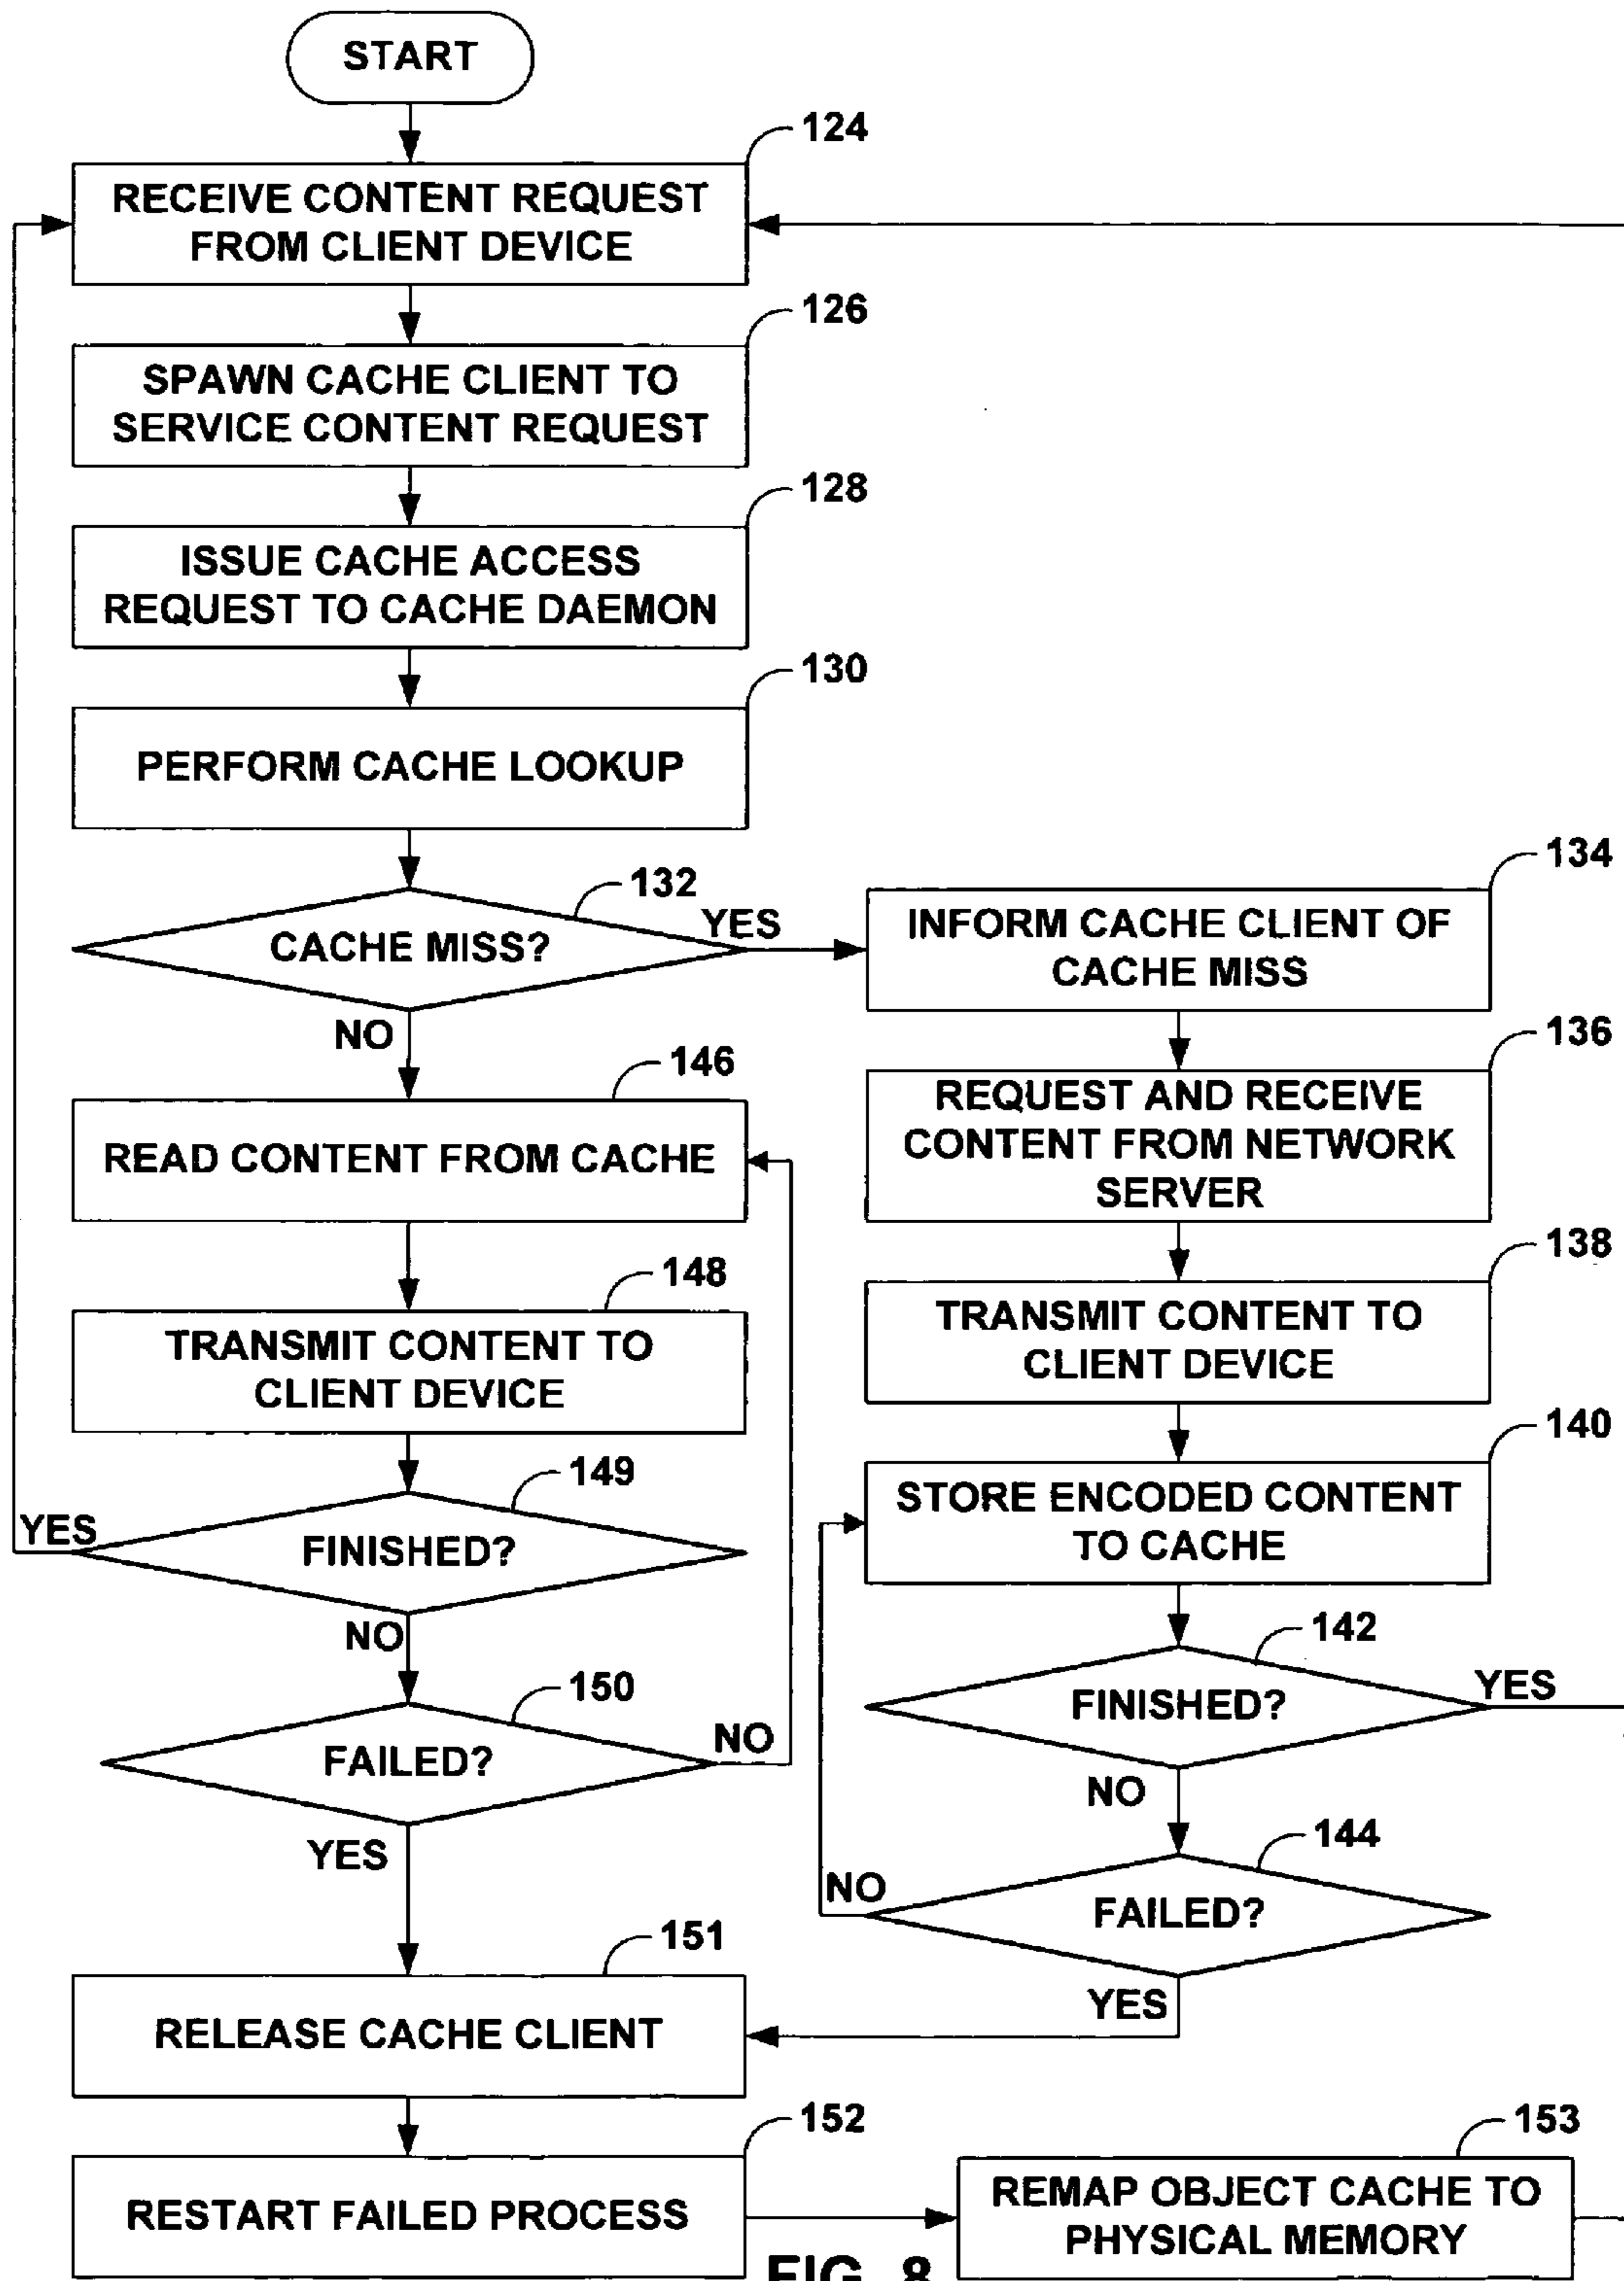 START
124
RECEIVE CONTENT REQUEST
FROM CLIENT DEVICE
126
SPAWN CACHE CLIENT TO
SERVICE CONTENT REQUEST
128
ISSUE CACHE ACCESS
REQUEST TO CACHE DAEMON
130
PERFORM CACHE LOOKUP
132
CACHE MISS?
YES
NO
134
INFORM CACHE CLIENT OF
CACHE MISS
136
REQUEST AND RECEIVE
CONTENT FROM NETWORK
SERVER
138
TRANSMIT CONTENT TO
CLIENT DEVICE
140
STORE ENCODED CONTENT
TO CACHE
142
FINISHED?
YES
NO
144
FAILED?
NO
YES
146
READ CONTENT FROM CACHE
148
TRANSMIT CONTENT TO
CLIENT DEVICE
149
FINISHED?
YES
NO
150
FAILED?
NO
YES
151
RELEASE CACHE CLIENT
152
RESTART FAILED PROCESS
153
REMAP OBJECT CACHE TO
PHYSICAL MEMORY
FIG. 8